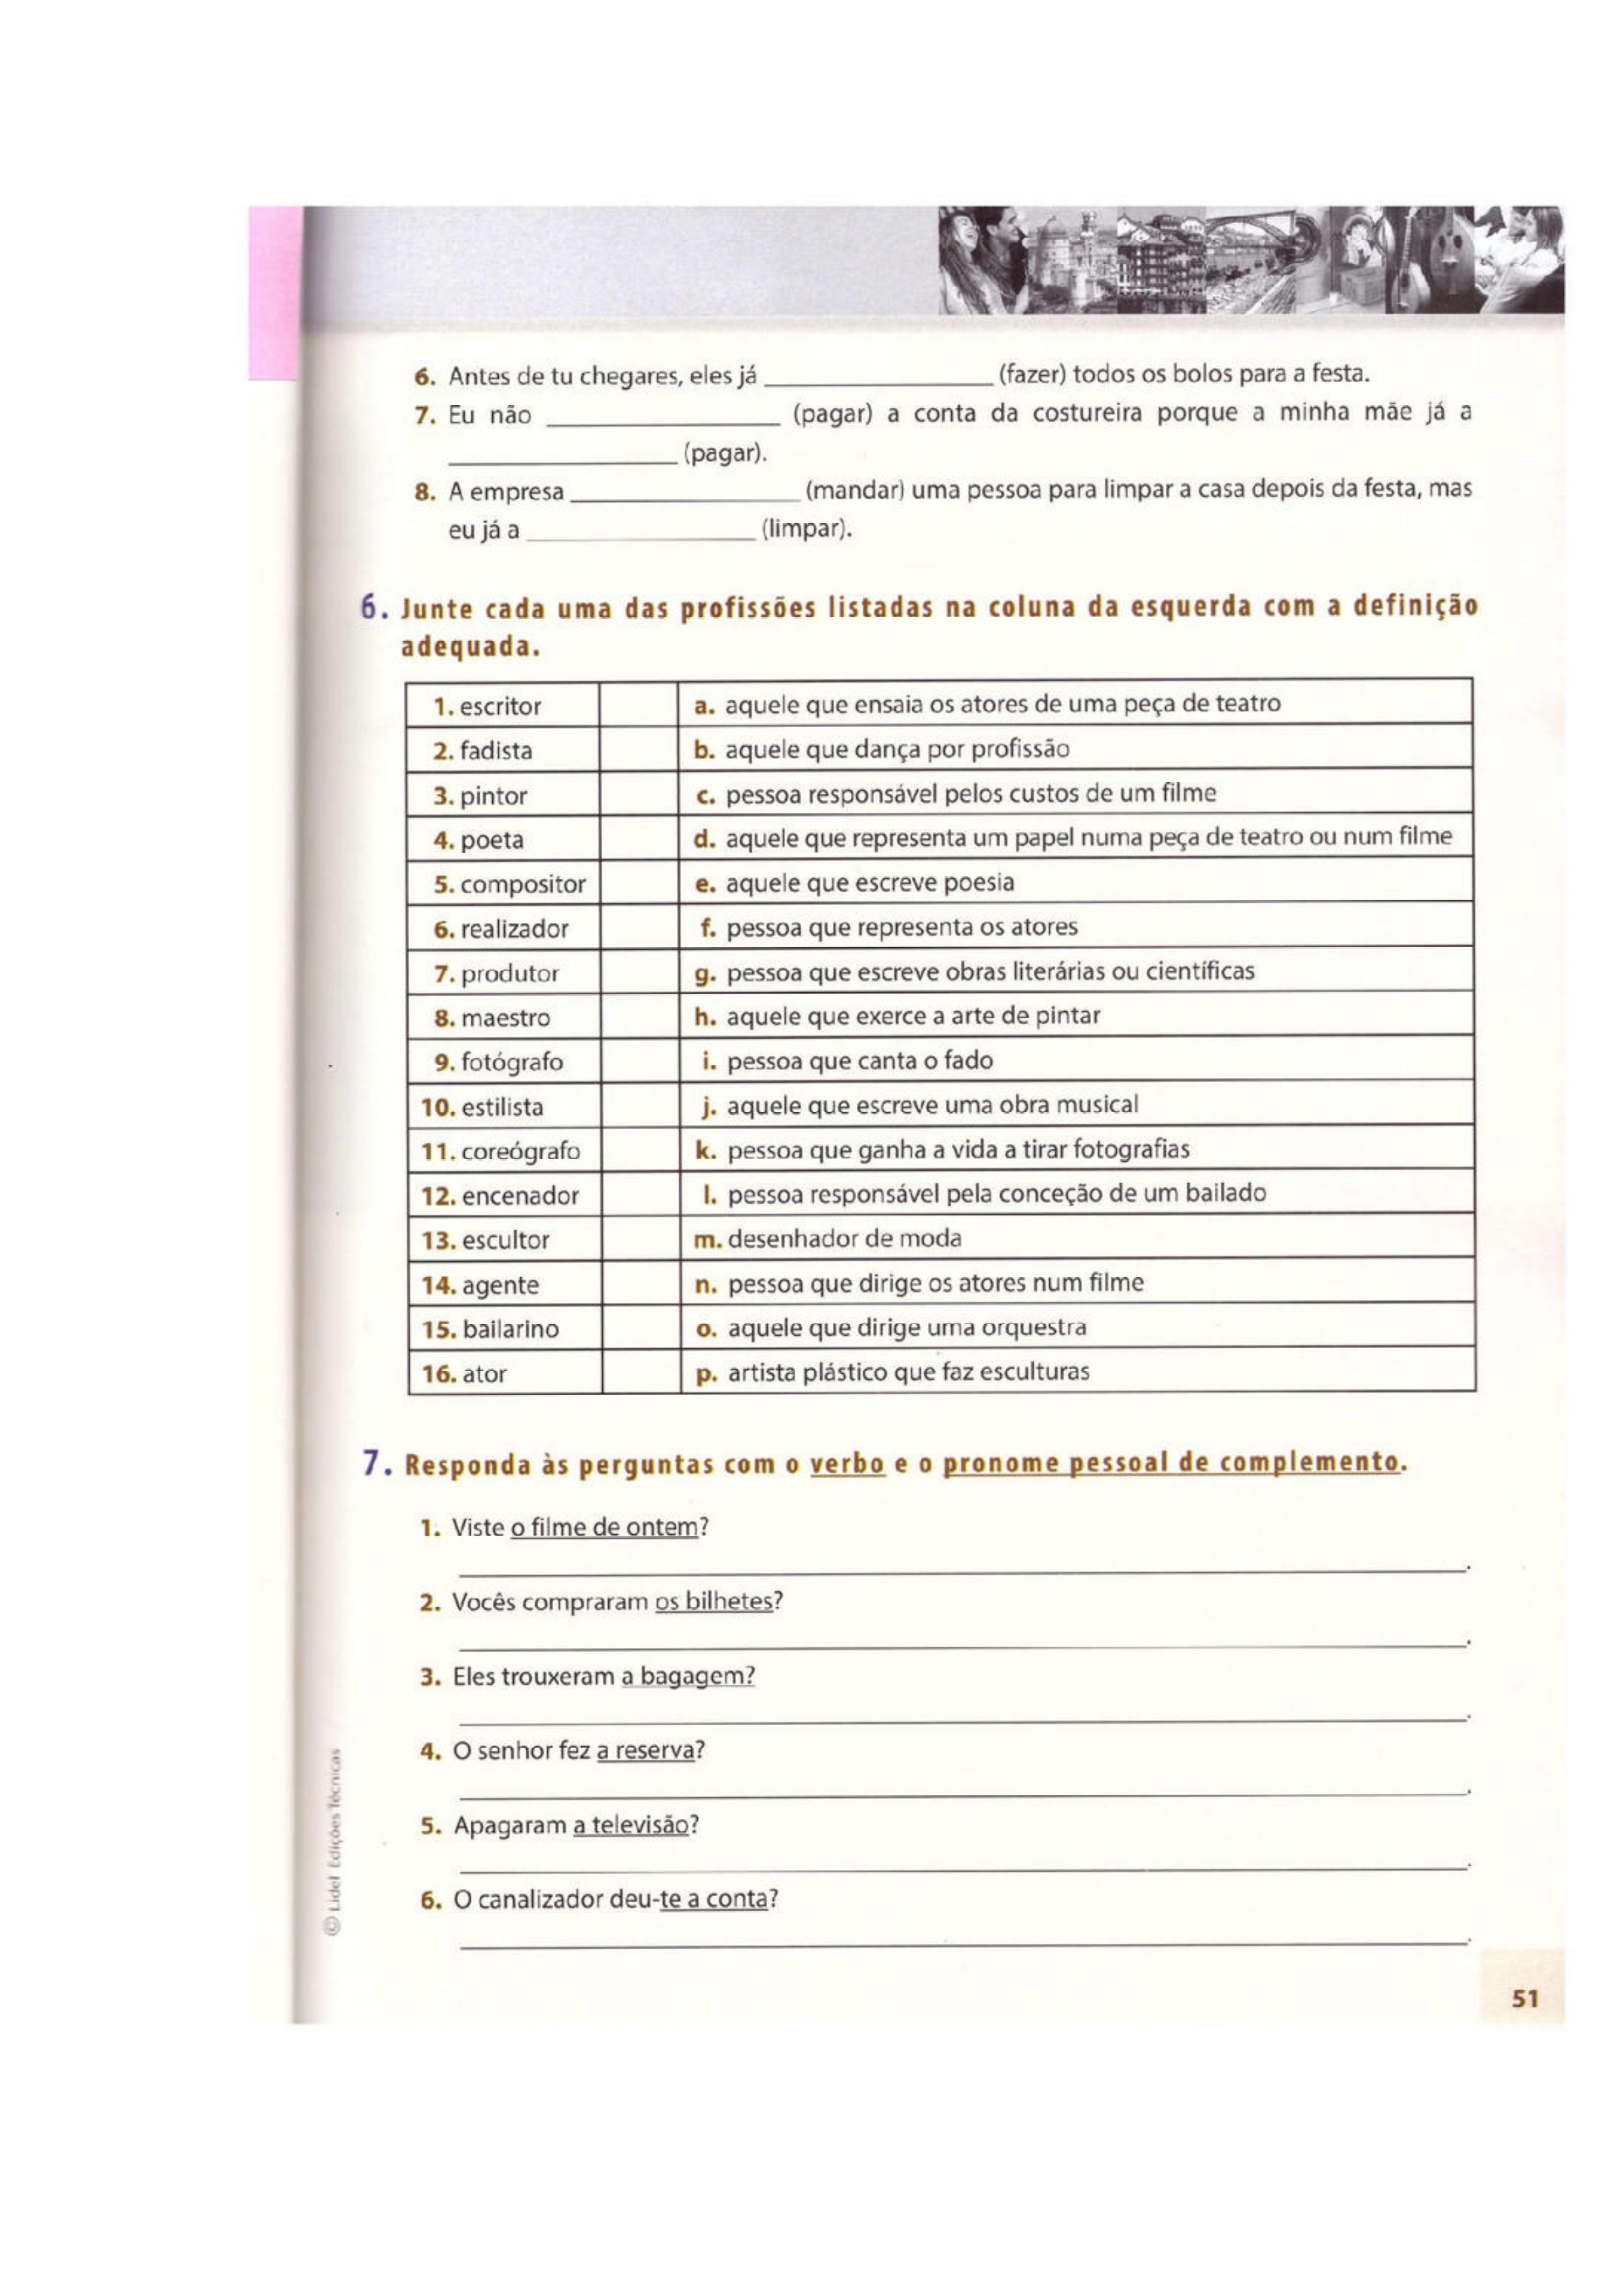 6. Antes de tu chegares, eles já ____________ (fazer) todos os bolos para a festa.
7. Eu não ____________ (pagar) a conta da costureira porque a minha mãe já a
____________ (pagar).
8. A empresa ____________ (mandar) uma pessoa para limpar a casa depois da festa, mas
eu já a ____________ (limpar).
6. Junte cada uma das profissões listadas na coluna da esquerda com a definição
adequada.
1. escritor a. aquele que ensaia os atores de uma peça de teatro
2. fadista b. aquele que dança por profissão
3. pintor c. pessoa responsável pelos custos de um filme
4. poeta d. aquele que representa um papel numa peça de teatro ou num filme
5. compositor e. aquele que escreve poesia
6. realizador f. pessoa que representa os atores
7. produtor g. pessoa que escreve obras literárias ou científicas
8. maestro h. aquele que exerce a arte de pintar
9. fotógrafo i. pessoa que canta o fado
10. estilista j. aquele que escreve uma obra musical
11. coreógrafo k. pessoa que ganha a vida a tirar fotografias
12. encenador l. pessoa responsável pela conceção de um bailado
13. escultor m. desenhador de moda
14. agente n. pessoa que dirige os atores num filme
15. bailarino o. aquele que dirige uma orquestra
16. ator p. artista plástico que faz esculturas
7. Responda às perguntas com o verbo e o pronome pessoal de complemento.
1. Viste o filme de ontem?
____________.
2. Vocês compraram os bilhetes?
____________.
3. Eles trouxeram a bagagem?
____________.
4. O senhor fez a reserva?
____________.
5. Apagaram a televisão?
____________.
6. O canalizador deu-te a conta?
____________.
© Lidel Edições Técnicas
51